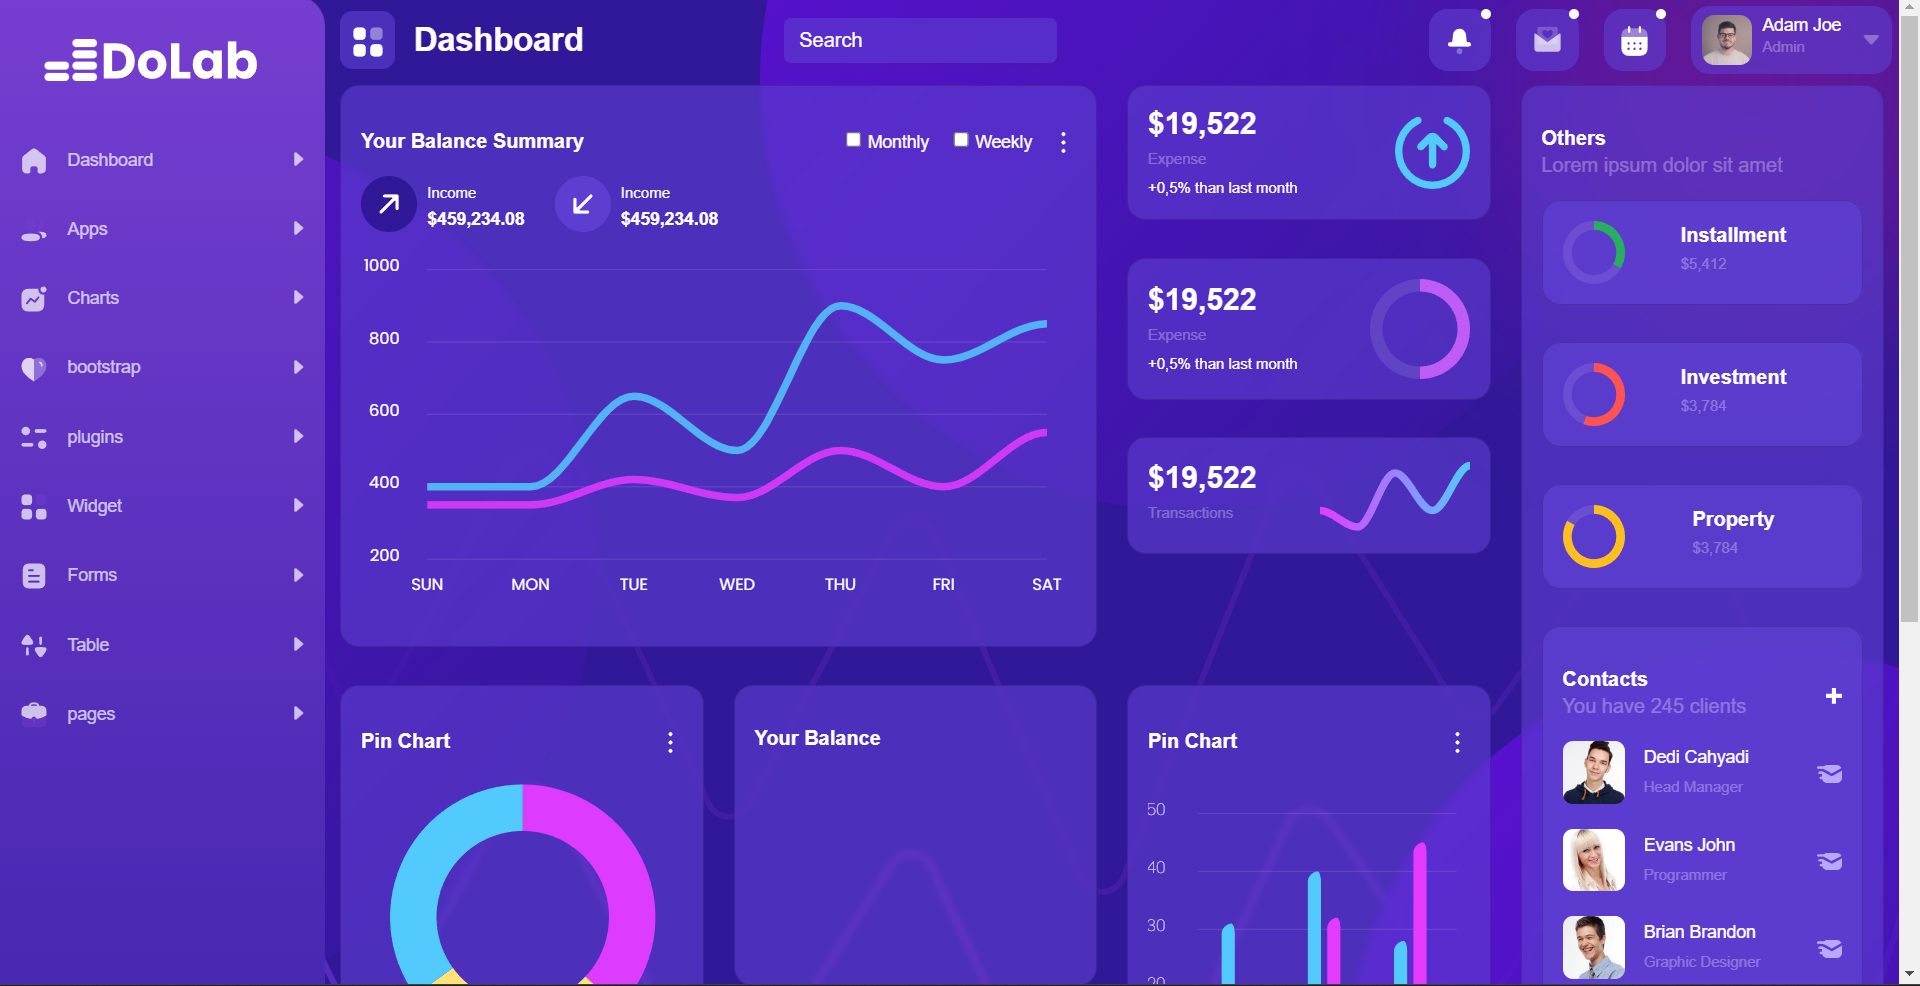 DoLab
Dashboard
Apps
Charts
bootstrap
plugins
Widget
Forms
Table
pages
Dashboard
Search
Adam Joe
Admin
Your Balance Summary
Monthly
Weekly
Income
$459,234.08
Income
$459,234.08
1000
800
600
400
200
SUN MON TUE WED THU FRI SAT
$19,522
Expense
+0,5% than last month
$19,522
Expense
+0,5% than last month
$19,522
Transactions
Others
Lorem ipsum dolor sit amet
Installment
$5,412
Investment
$3,784
Property
$3,784
Contacts
You have 245 clients
Dedi Cahyadi
Head Manager
Evans John
Programmer
Brian Brandon
Graphic Designer
Pin Chart
Your Balance
Pin Chart
50
40
30
20